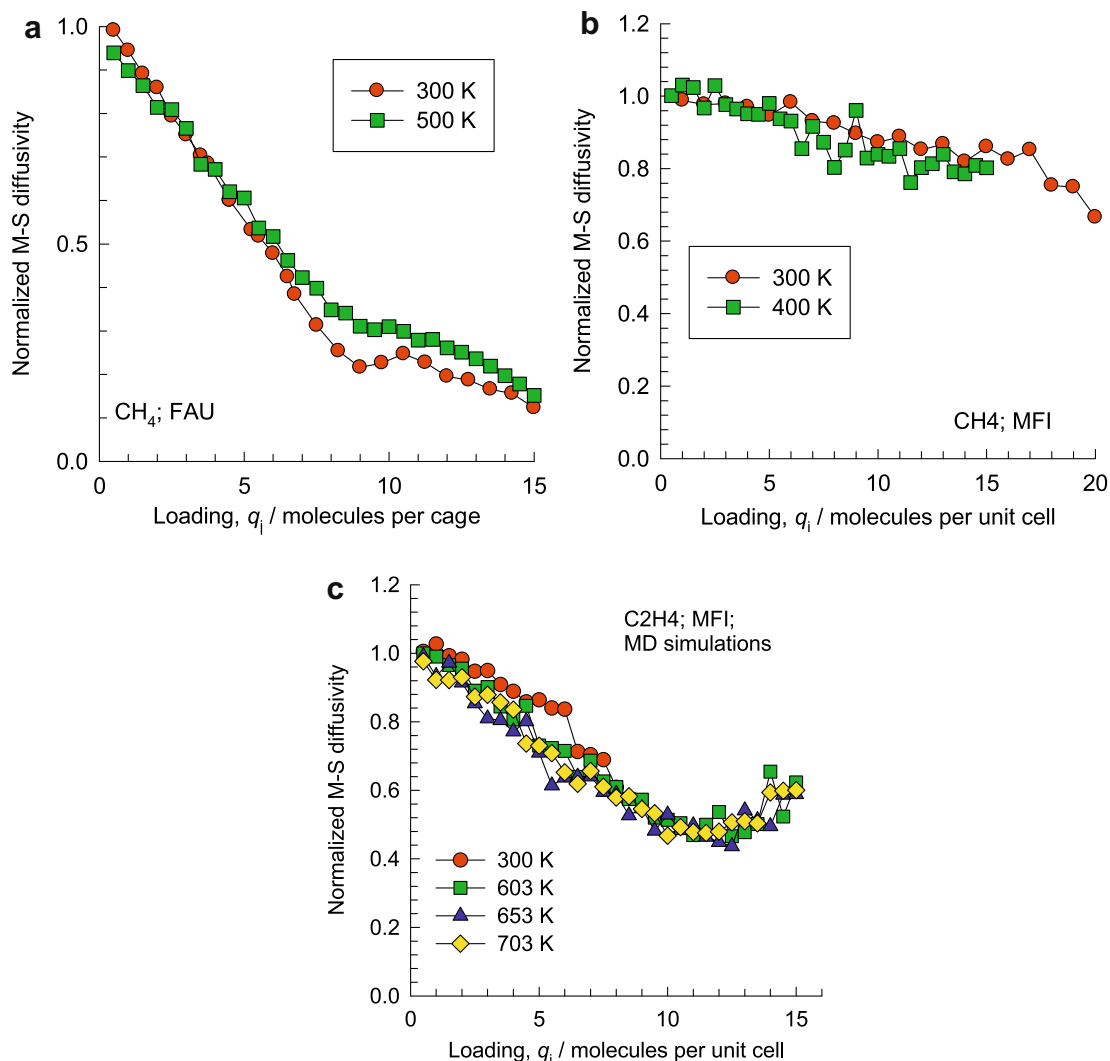 a
Normalized M-S diffusivity
1.0
0.5
0.0
300 K
500 K
CH₄; FAU
0 5 10 15
Loading, qᵢ / molecules per cage
b
Normalized M-S diffusivity
1.2
1.0
0.8
0.6
0.4
0.2
0.0
300 K
400 K
CH4; MFI
0 5 10 15 20
Loading, qᵢ / molecules per unit cell
c
Normalized M-S diffusivity
1.2
1.0
0.8
0.6
0.4
0.2
0.0
C2H4; MFI;
MD simulations
300 K
603 K
653 K
703 K
0 5 10 15
Loading, qᵢ / molecules per unit cell